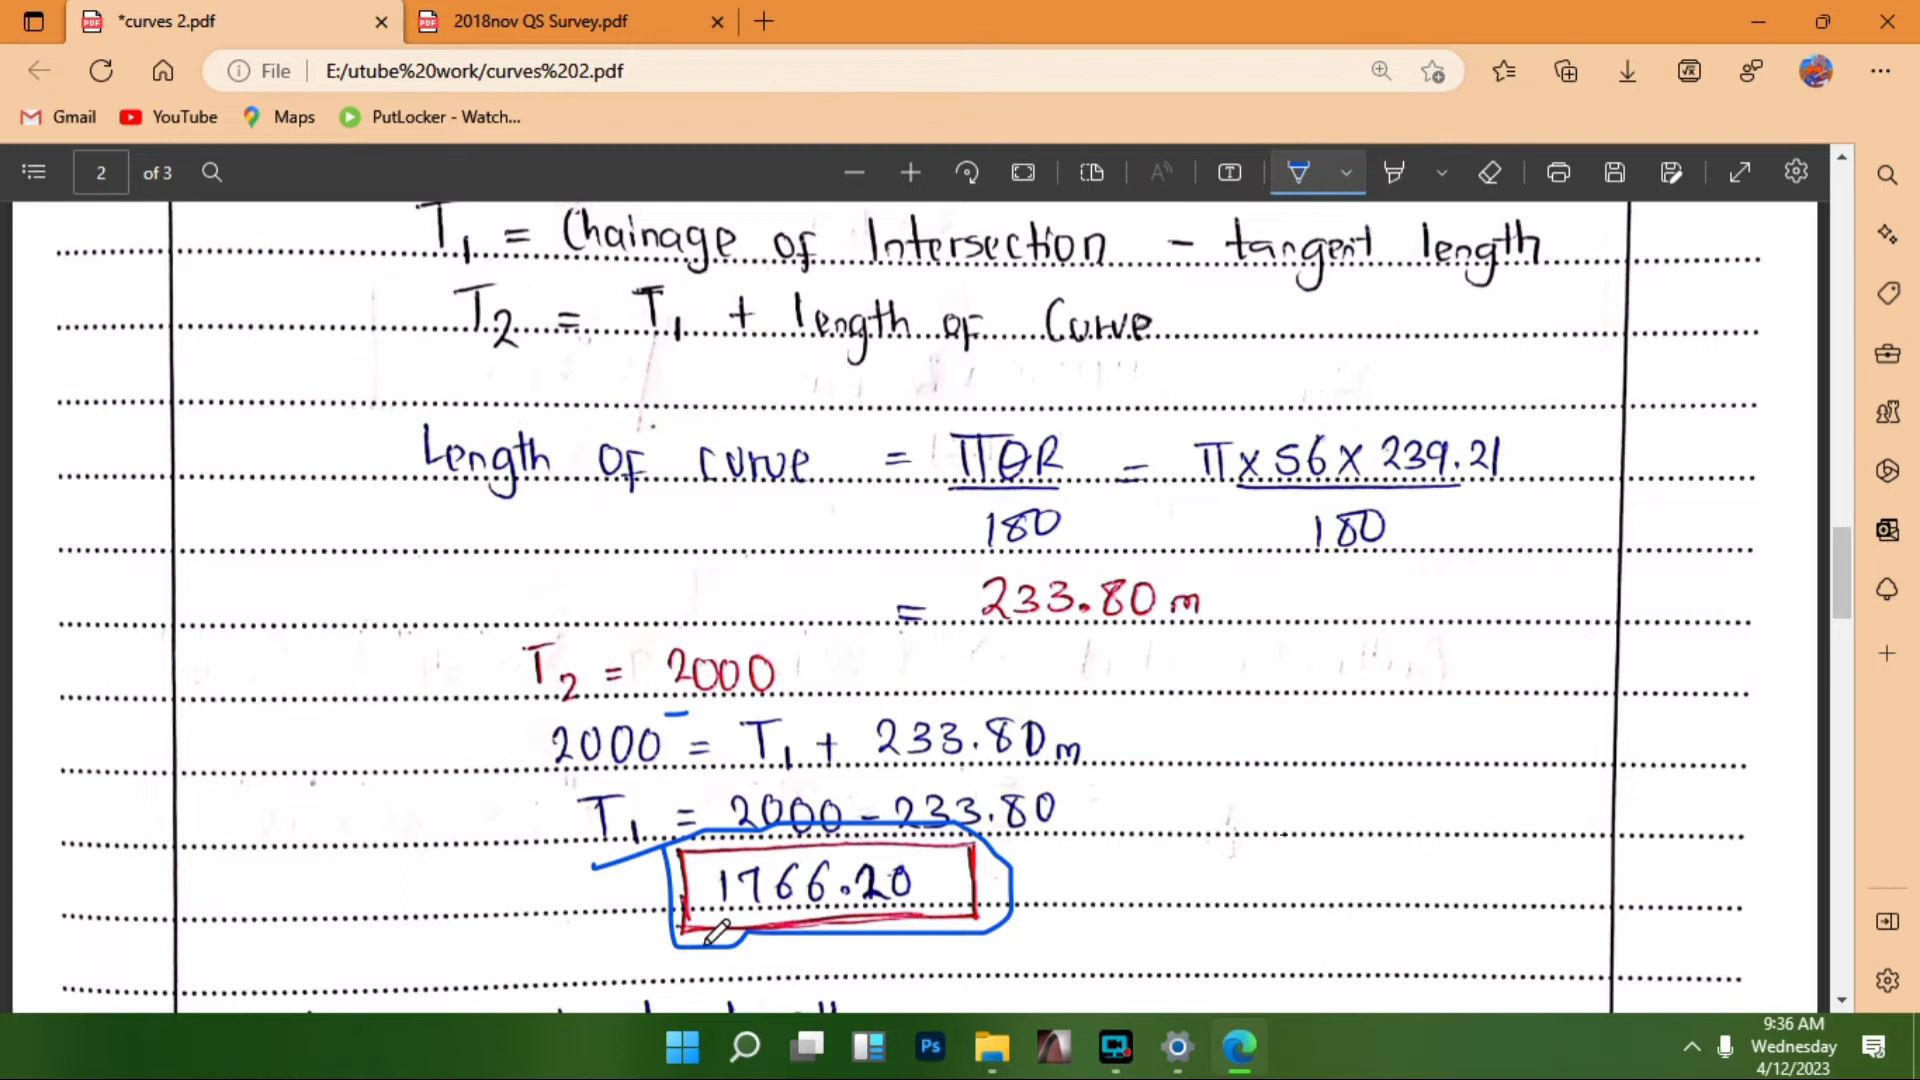 *curves 2.pdf
2018nov QS Survey.pdf
File
E:/utube%20work/curves%202.pdf
Gmail
YouTube
Maps
PutLocker - Watch...
2 of 3
T1 = Chainage of Intersection - tangent length
T2 = T1 + length of Curve
Length of curve = πθR / 180 = π x 56 x 239.21 / 180
= 233.80 m
T2 = 2000
2000 = T1 + 233.80 m
T1 = 2000 - 233.80
1766.20
Ps
9:36 AM
Wednesday
4/12/2023